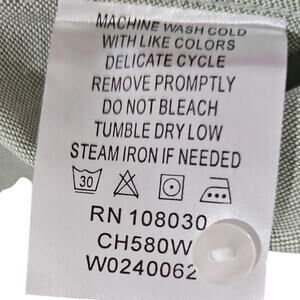 MACHINE WASH COLD
WITH LIKE COLORS
DELICATE CYCLE
REMOVE PROMPTLY
DO NOT BLEACH
TUMBLE DRY LOW
STEAM IRON IF NEEDED
30
RN 108030
CH580W
W0240062